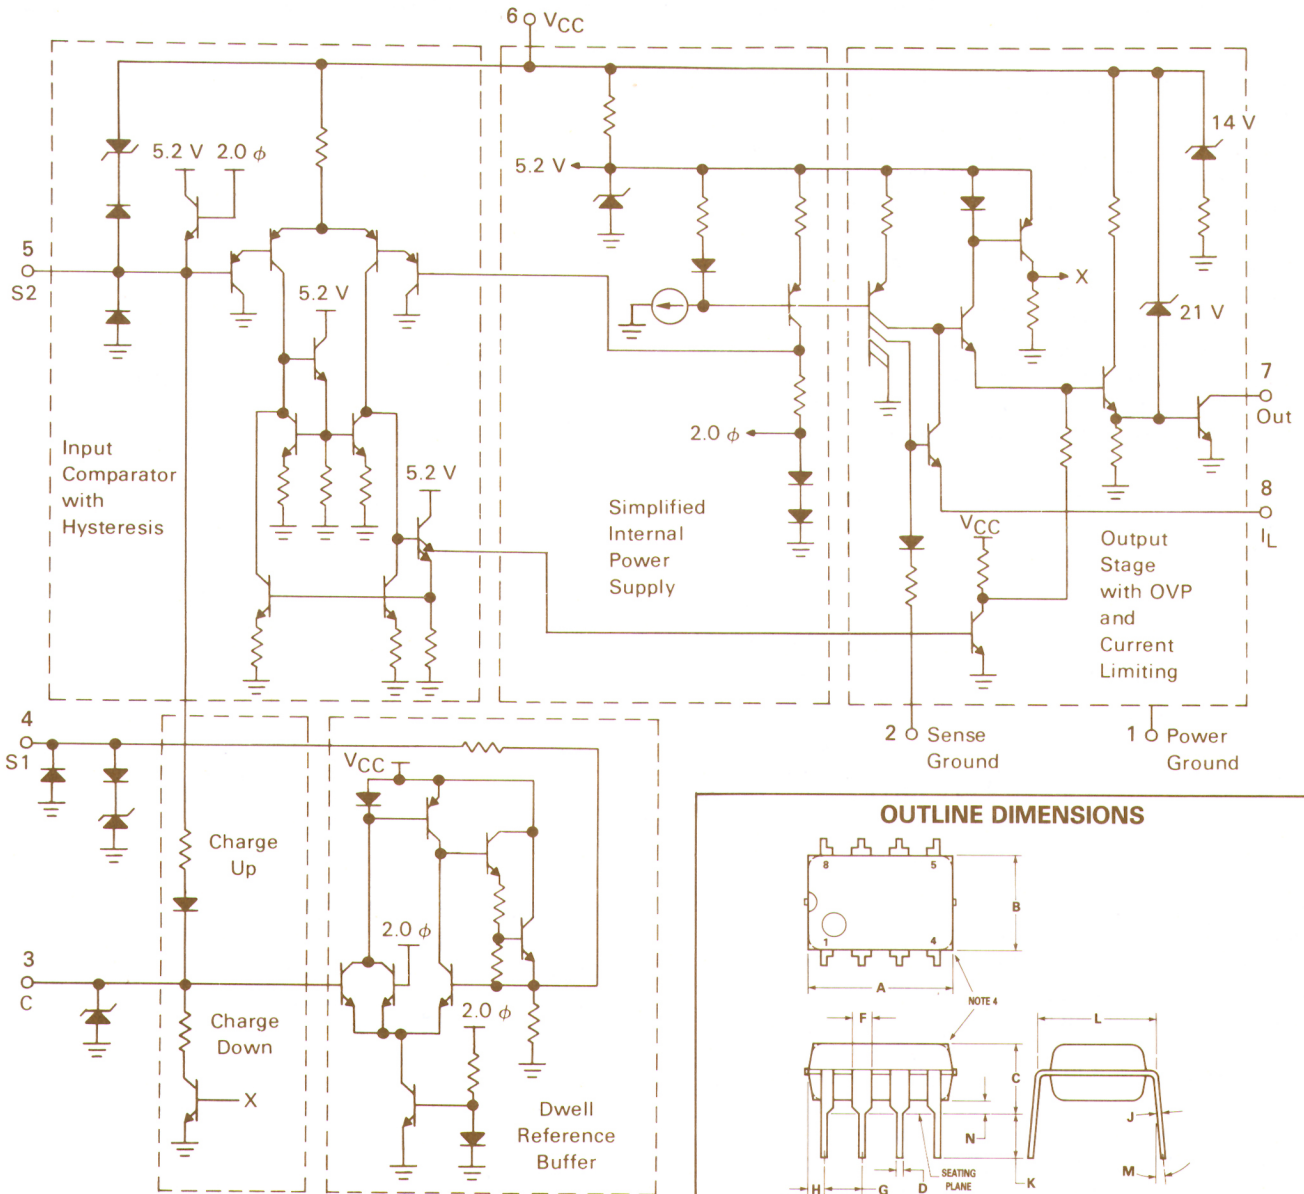 6 VCC
5.2 V 2.0 ϕ
5.2 V
14 V
5
S2
5.2 V
X
21 V
7
Out
2.0 ϕ
Input
Comparator
with
Hysteresis
5.2 V
Simplified
Internal
Power
Supply
8
IL
VCC
Output
Stage
with OVP
and
Current
Limiting
2 Sense
Ground
1 Power
Ground
4
S1
VCC
Charge
Up
2.0 ϕ
3
C
2.0 ϕ
Charge
Down
X
Dwell
Reference
Buffer
OUTLINE DIMENSIONS
8 5
B
1 4
A
NOTE 4
F L
C
J
N
M
SEATING
PLANE
K
H G D